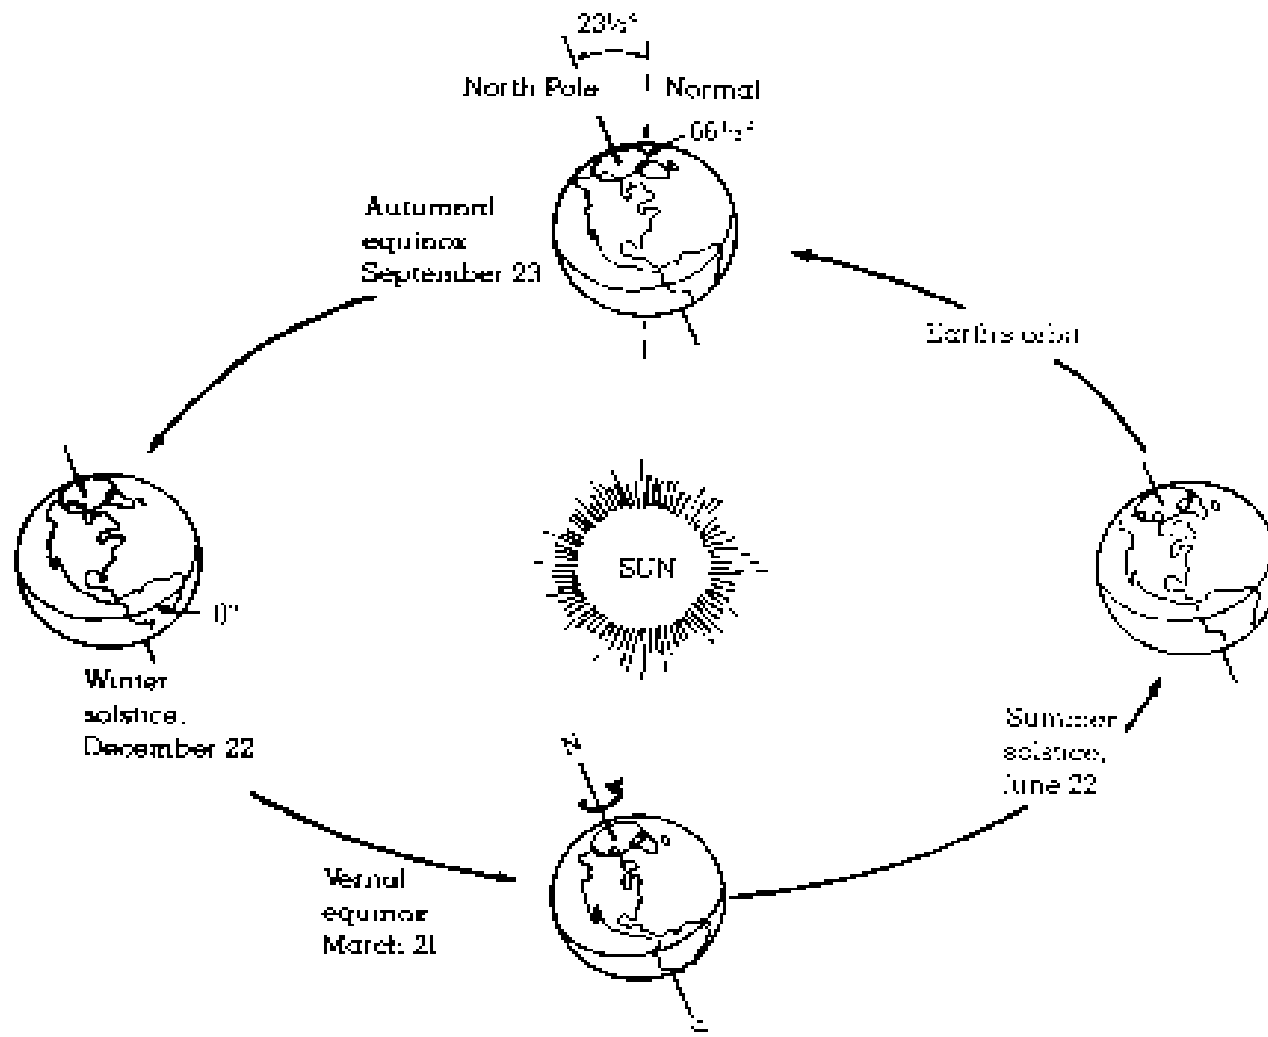 23½°
North Pole
Normal
66½°
Autumnal
equinox
September 23
Earth's orbit
SUN
0°
Winter
solstice,
December 22
Summer
solstice,
June 22
N
Vernal
equinox
March 21